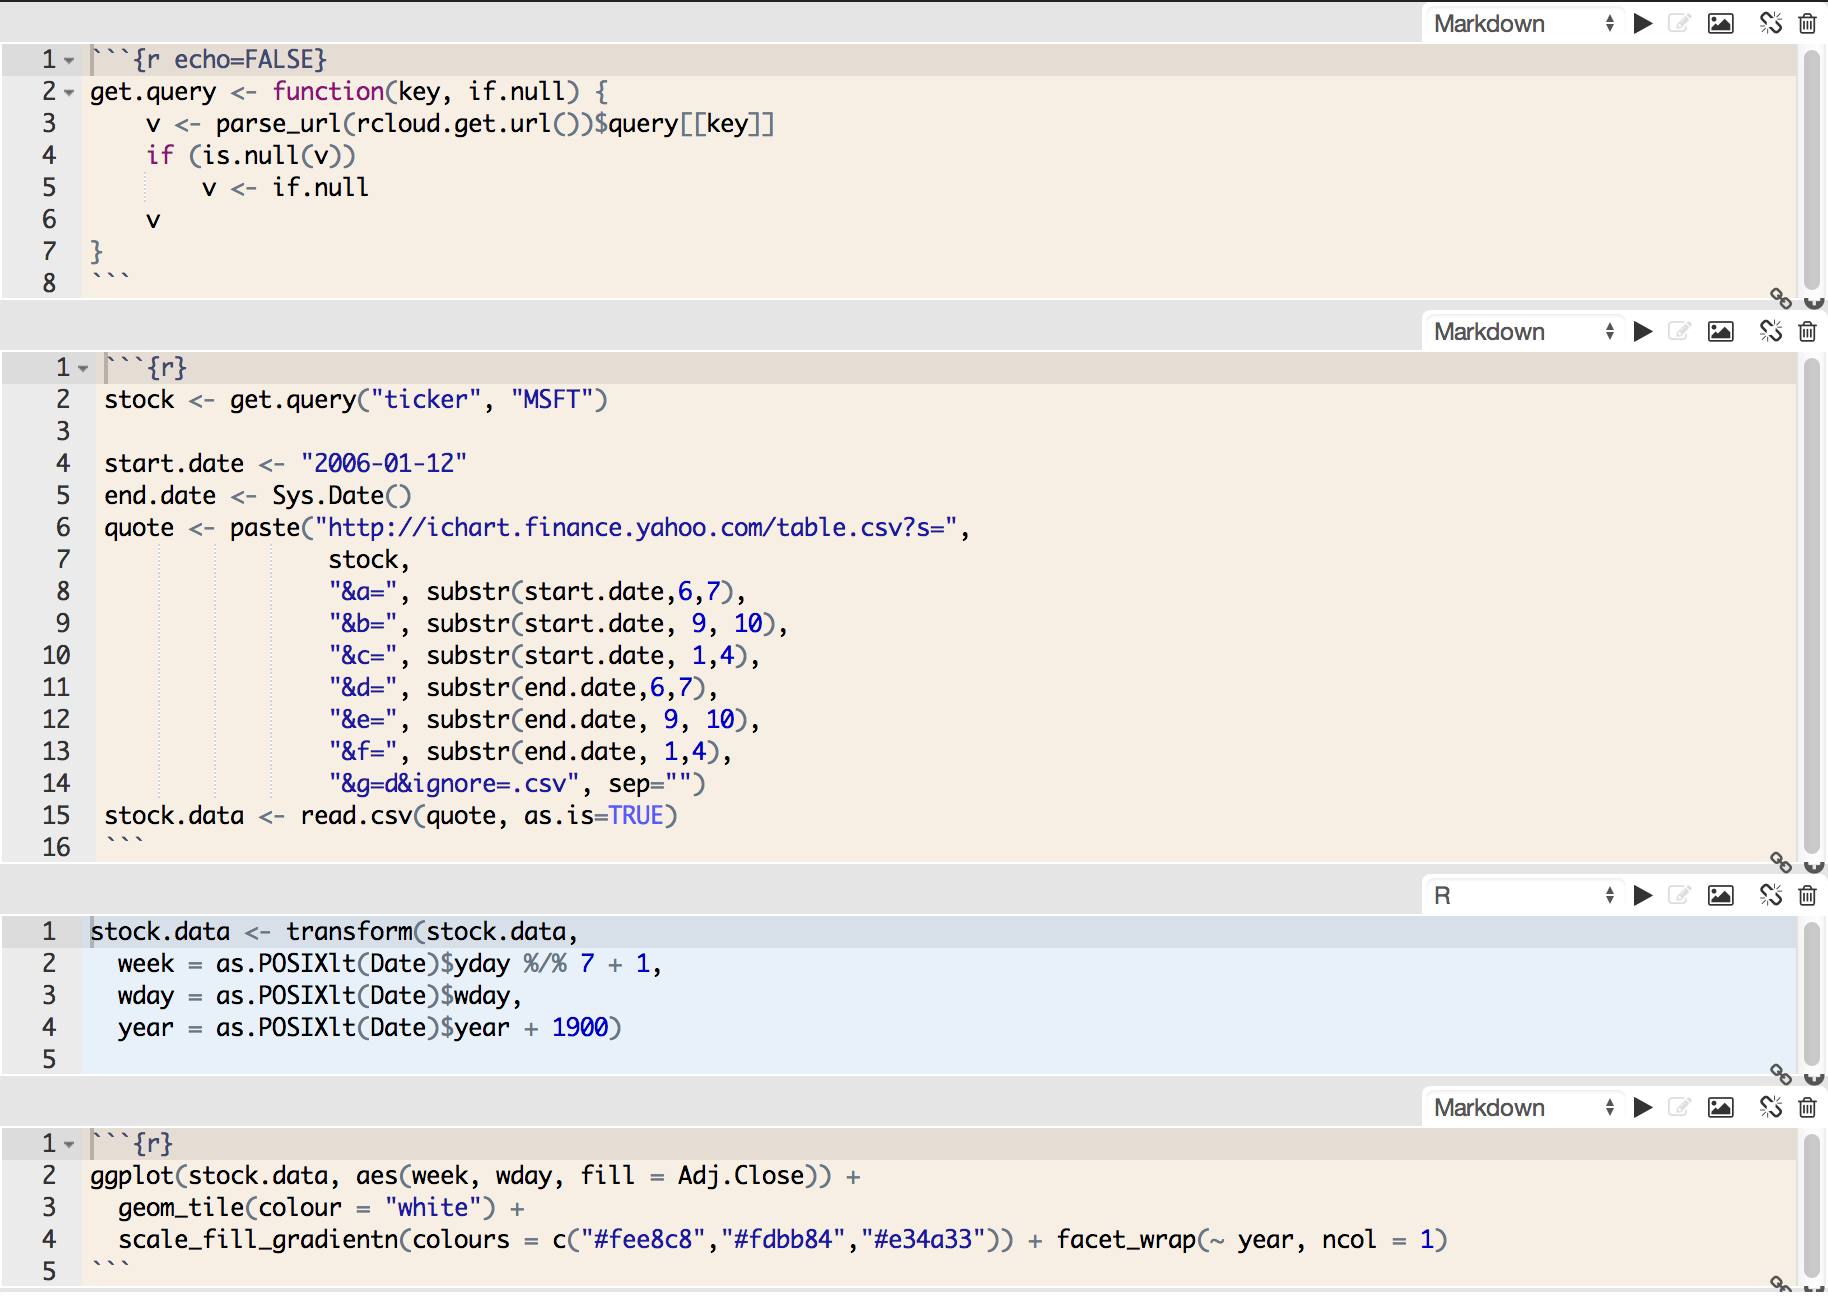 Markdown
1 ```{r echo=FALSE}
2 get.query <- function(key, if.null) {
3     v <- parse_url(rcloud.get.url())$query[[key]]
4     if (is.null(v))
5         v <- if.null
6     v
7 }
8 ```
Markdown
1 ```{r}
2 stock <- get.query("ticker", "MSFT")
3
4 start.date <- "2006-01-12"
5 end.date <- Sys.Date()
6 quote <- paste("http://ichart.finance.yahoo.com/table.csv?s=",
7                 stock,
8                 "&a=", substr(start.date,6,7),
9                 "&b=", substr(start.date, 9, 10),
10                 "&c=", substr(start.date, 1,4),
11                 "&d=", substr(end.date,6,7),
12                 "&e=", substr(end.date, 9, 10),
13                 "&f=", substr(end.date, 1,4),
14                 "&g=d&ignore=.csv", sep="")
15 stock.data <- read.csv(quote, as.is=TRUE)
16 ```
R
1 stock.data <- transform(stock.data,
2   week = as.POSIXlt(Date)$yday %/% 7 + 1,
3   wday = as.POSIXlt(Date)$wday,
4   year = as.POSIXlt(Date)$year + 1900)
5
Markdown
1 ```{r}
2 ggplot(stock.data, aes(week, wday, fill = Adj.Close)) +
3   geom_tile(colour = "white") +
4   scale_fill_gradientn(colours = c("#fee8c8","#fdbb84","#e34a33")) + facet_wrap(~ year, ncol = 1)
5 ```